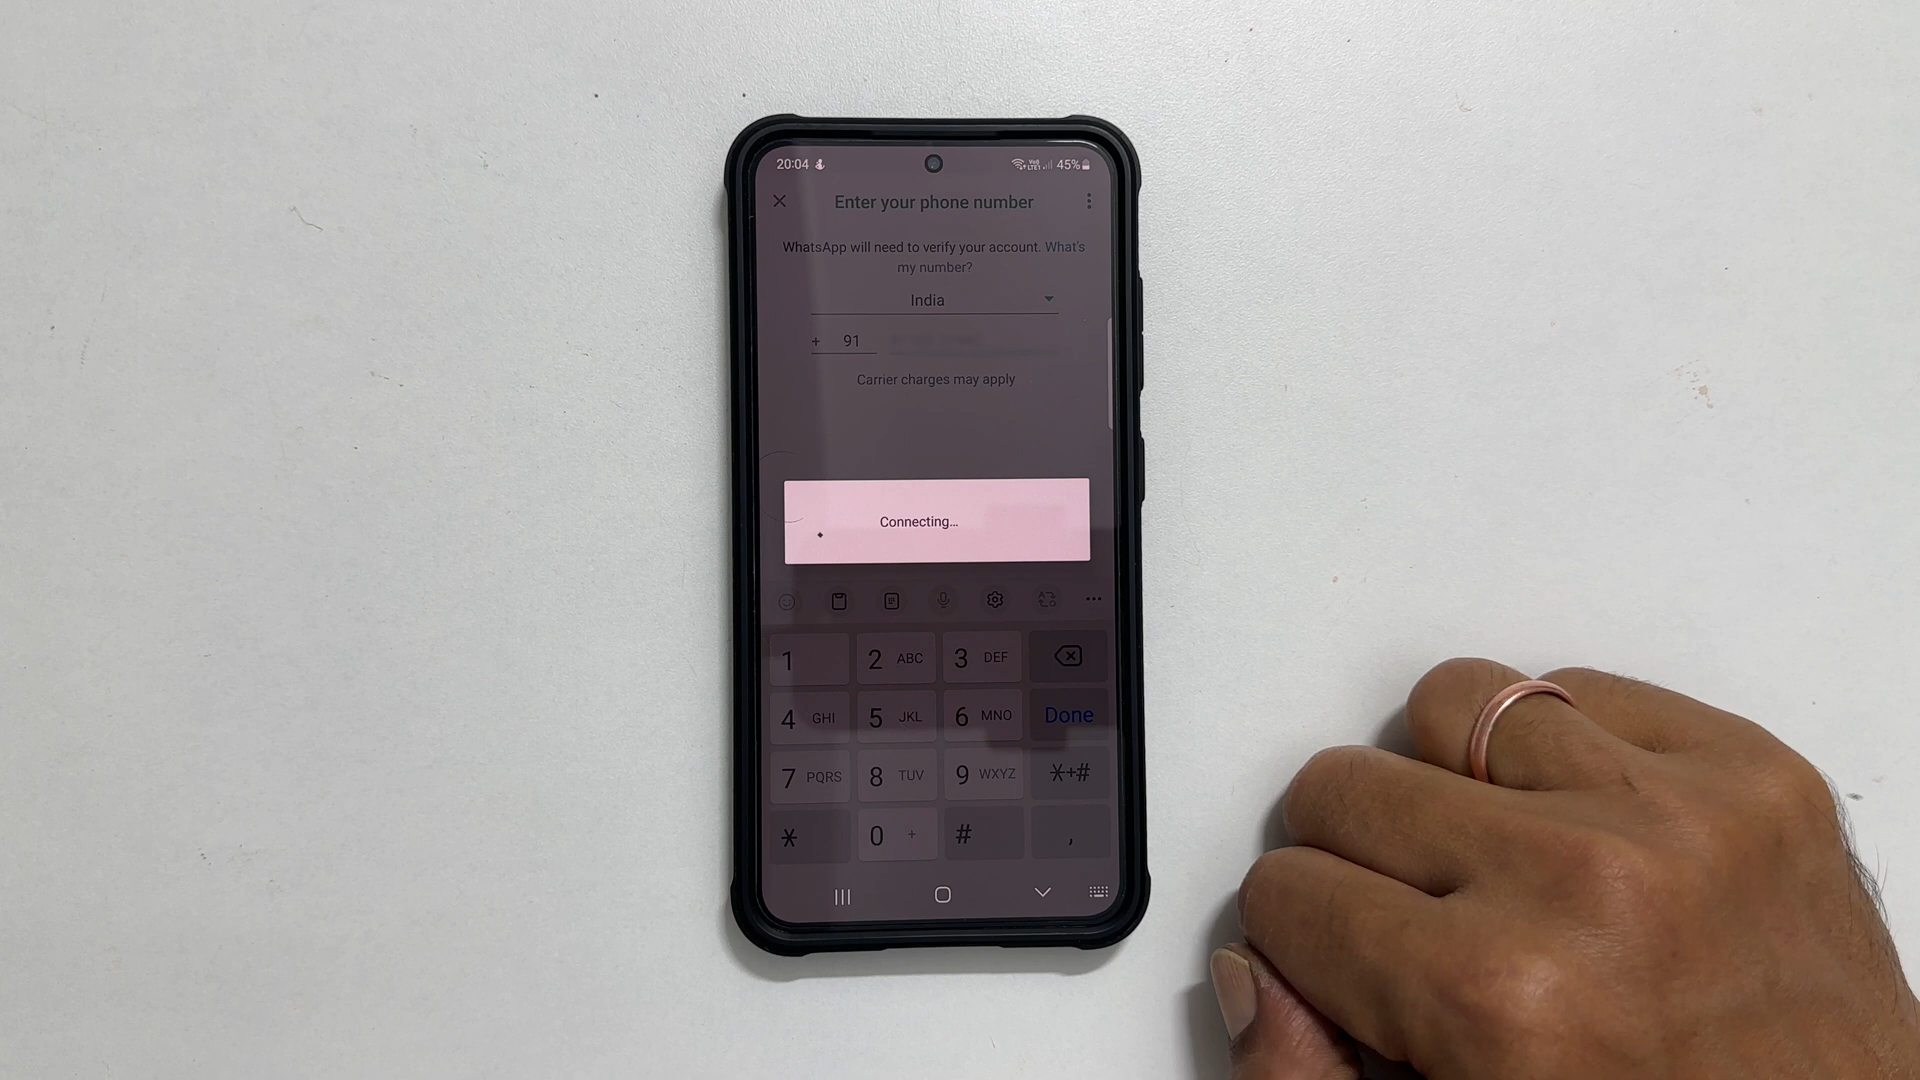 20:04 45%
Enter your phone number
WhatsApp will need to verify your account. What's
my number?
India
+ 91
Carrier charges may apply
Connecting...
1 2 ABC 3 DEF
4 GHI 5 JKL 6 MNO Done
7 PQRS 8 TUV 9 WXYZ *+#
* 0 + # ,